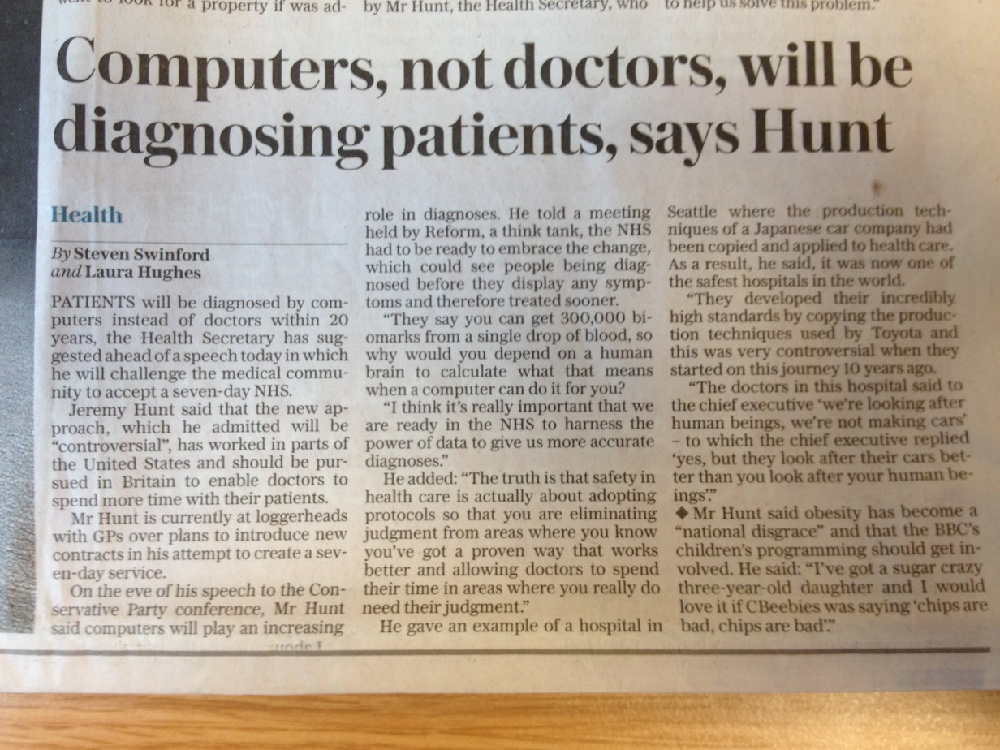 for a property if was ad-
by Mr Hunt, the Health Secretary, who
to help us solve this problem."
Computers, not doctors, will be
diagnosing patients, says Hunt
Health
By Steven Swinford
and Laura Hughes
PATIENTS will be diagnosed by com-
puters instead of doctors within 20
years, the Health Secretary has sug-
gested ahead of a speech today in which
he will challenge the medical commu-
nity to accept a seven-day NHS.
Jeremy Hunt said that the new ap-
proach, which he admitted will be
“controversial”, has worked in parts of
the United States and should be pur-
sued in Britain to enable doctors to
spend more time with their patients.
Mr Hunt is currently at loggerheads
with GPs over plans to introduce new
contracts in his attempt to create a sev-
en-day service.
On the eve of his speech to the Con-
servative Party conference, Mr Hunt
said computers will play an increasing
role in diagnoses. He told a meeting
held by Reform, a think tank, the NHS
had to be ready to embrace the change,
which could see people being diag-
nosed before they display any symp-
toms and therefore treated sooner.
“They say you can get 300,000 bi-
omarks from a single drop of blood, so
why would you depend on a human
brain to calculate what that means
when a computer can do it for you?
“I think it’s really important that we
are ready in the NHS to harness the
power of data to give us more accurate
diagnoses.”
He added: “The truth is that safety in
health care is actually about adopting
protocols so that you are eliminating
judgment from areas where you know
you’ve got a proven way that works
better and allowing doctors to spend
their time in areas where you really do
need their judgment.”
He gave an example of a hospital in
Seattle where the production tech-
niques of a Japanese car company had
been copied and applied to health care.
As a result, he said, it was now one of
the safest hospitals in the world.
“They developed their incredibly
high standards by copying the produc-
tion techniques used by Toyota and
this was very controversial when they
started on this journey 10 years ago.
“The doctors in this hospital said to
the chief executive ‘we’re looking after
human beings, we’re not making cars’
– to which the chief executive replied
‘yes, but they look after their cars bet-
ter than you look after your human be-
ings’.”
◆ Mr Hunt said obesity has become a
“national disgrace” and that the BBC’s
children’s programming should get in-
volved. He said: “I’ve got a sugar crazy
three-year-old daughter and I would
love it if CBeebies was saying ‘chips are
bad, chips are bad’.”